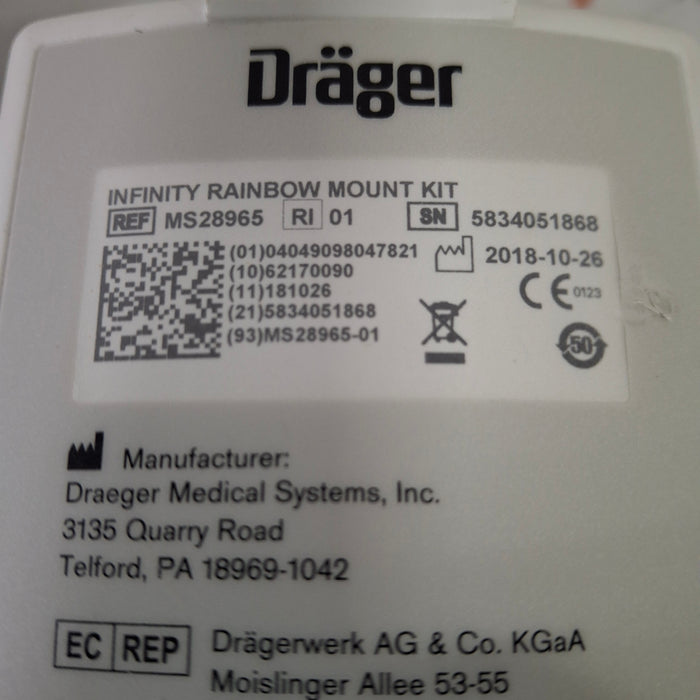 Dräger
INFINITY RAINBOW MOUNT KIT
REF MS28965 RI 01 SN 5834051868
(01)04049098047821 2018-10-26
(10)62170090
(11)181026
(21)5834051868
(93)MS28965-01
CE 0123
50
Manufacturer:
Draeger Medical Systems, Inc.
3135 Quarry Road
Telford, PA 18969-1042
EC REP Drägerwerk AG & Co. KGaA
Moislinger Allee 53-55